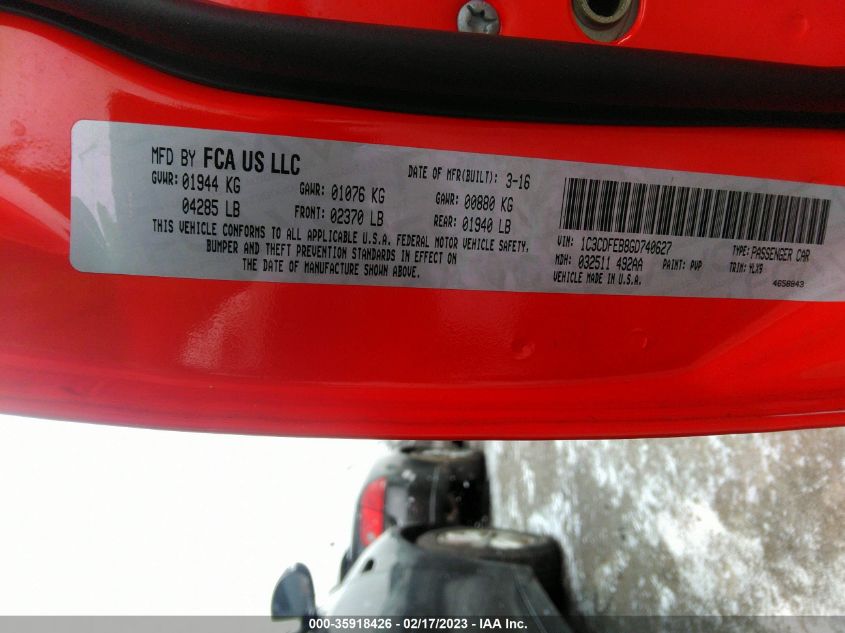 MFD BY FCA US LLC
DATE OF MFR(BUILT): 3-16
GVWR: 01944 KG
04285 LB
GAWR: 01076 KG
FRONT: 02370 LB
GAWR: 00880 KG
REAR: 01940 LB
THIS VEHICLE CONFORMS TO ALL APPLICABLE U.S.A. FEDERAL MOTOR VEHICLE SAFETY,
BUMPER AND THEFT PREVENTION STANDARDS IN EFFECT ON
THE DATE OF MANUFACTURE SHOWN ABOVE.
VIN: 1C3CDFEB8GD740627
TYPE: PASSENGER CAR
MDH: 032511 492AA
PAINT: PVP
TRIM: YLX9
VEHICLE MADE IN U.S.A.
4656843
000-35918426 - 02/17/2023 - IAA Inc.